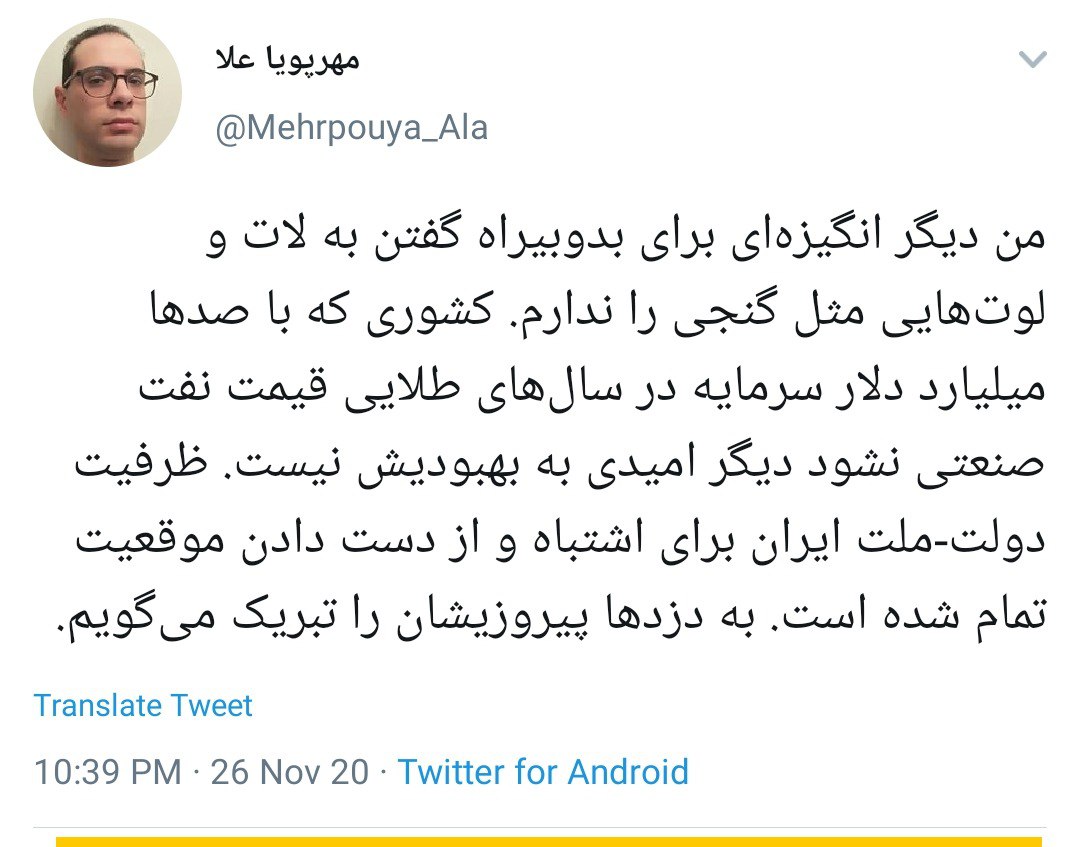 مهرپویا علا
@Mehrpouya_Ala
من دیگر انگیزه‌ای برای بدوبیراه گفتن به لات و
لوت‌هایی مثل گنجی را ندارم. کشوری که با صدها
میلیارد دلار سرمایه در سال‌های طلایی قیمت نفت
صنعتی نشود دیگر امیدی به بهبودیش نیست. ظرفیت
دولت-ملت ایران برای اشتباه و از دست دادن موقعیت
تمام شده است. به دزدها پیروزیشان را تبریک می‌گویم.
Translate Tweet
10:39 PM · 26 Nov 20 · Twitter for Android